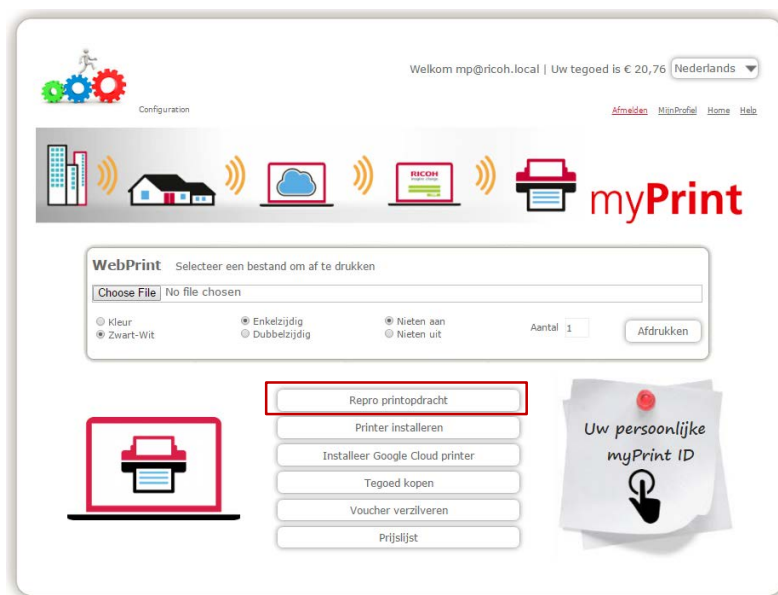 Welkom mp@ricoh.local | Uw tegoed is € 20,76 Nederlands
Configuration
Afmelden MijnProfiel Home Help
RICOH
myPrint
WebPrint Selecteer een bestand om af te drukken
Choose File No file chosen
Kleur Enkelzijdig Nieten aan
Zwart-Wit Dubbelzijdig Nieten uit
Aantal 1 Afdrukken
Repro printopdracht
Printer installeren
Installeer Google Cloud printer
Tegoed kopen
Voucher verzilveren
Prijslijst
Uw persoonlijke
myPrint ID